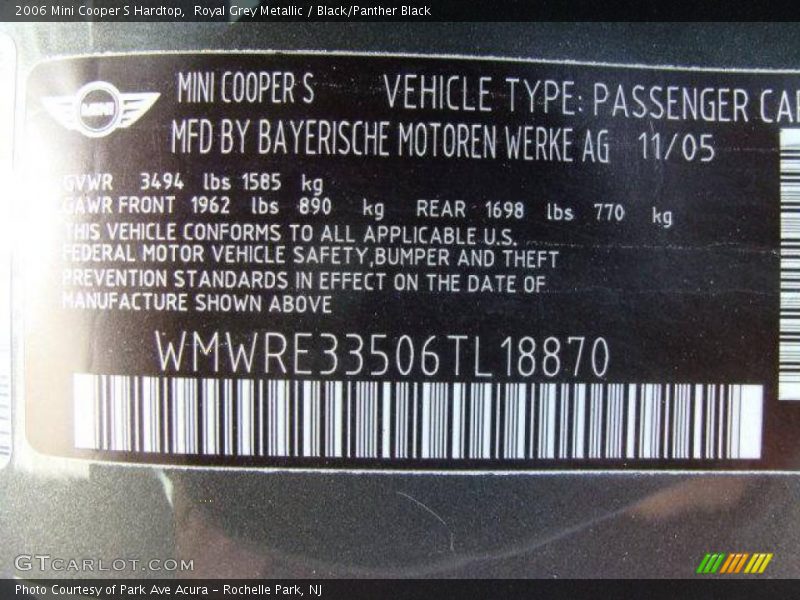 2006 Mini Cooper S Hardtop, Royal Grey Metallic / Black/Panther Black
MINI
MINI COOPER S VEHICLE TYPE: PASSENGER
MFD BY BAYERISCHE MOTOREN WERKE AG 11/05
GVWR 3494 lbs 1585 kg
GAWR FRONT 1962 lbs 890 kg REAR 1698 lbs 770 kg
THIS VEHICLE CONFORMS TO ALL APPLICABLE U.S.
FEDERAL MOTOR VEHICLE SAFETY,BUMPER AND THEFT
PREVENTION STANDARDS IN EFFECT ON THE DATE OF
MANUFACTURE SHOWN ABOVE
WMWRE33506TL18870
GTCARLOT.COM
Photo Courtesy of Park Ave Acura - Rochelle Park, NJ